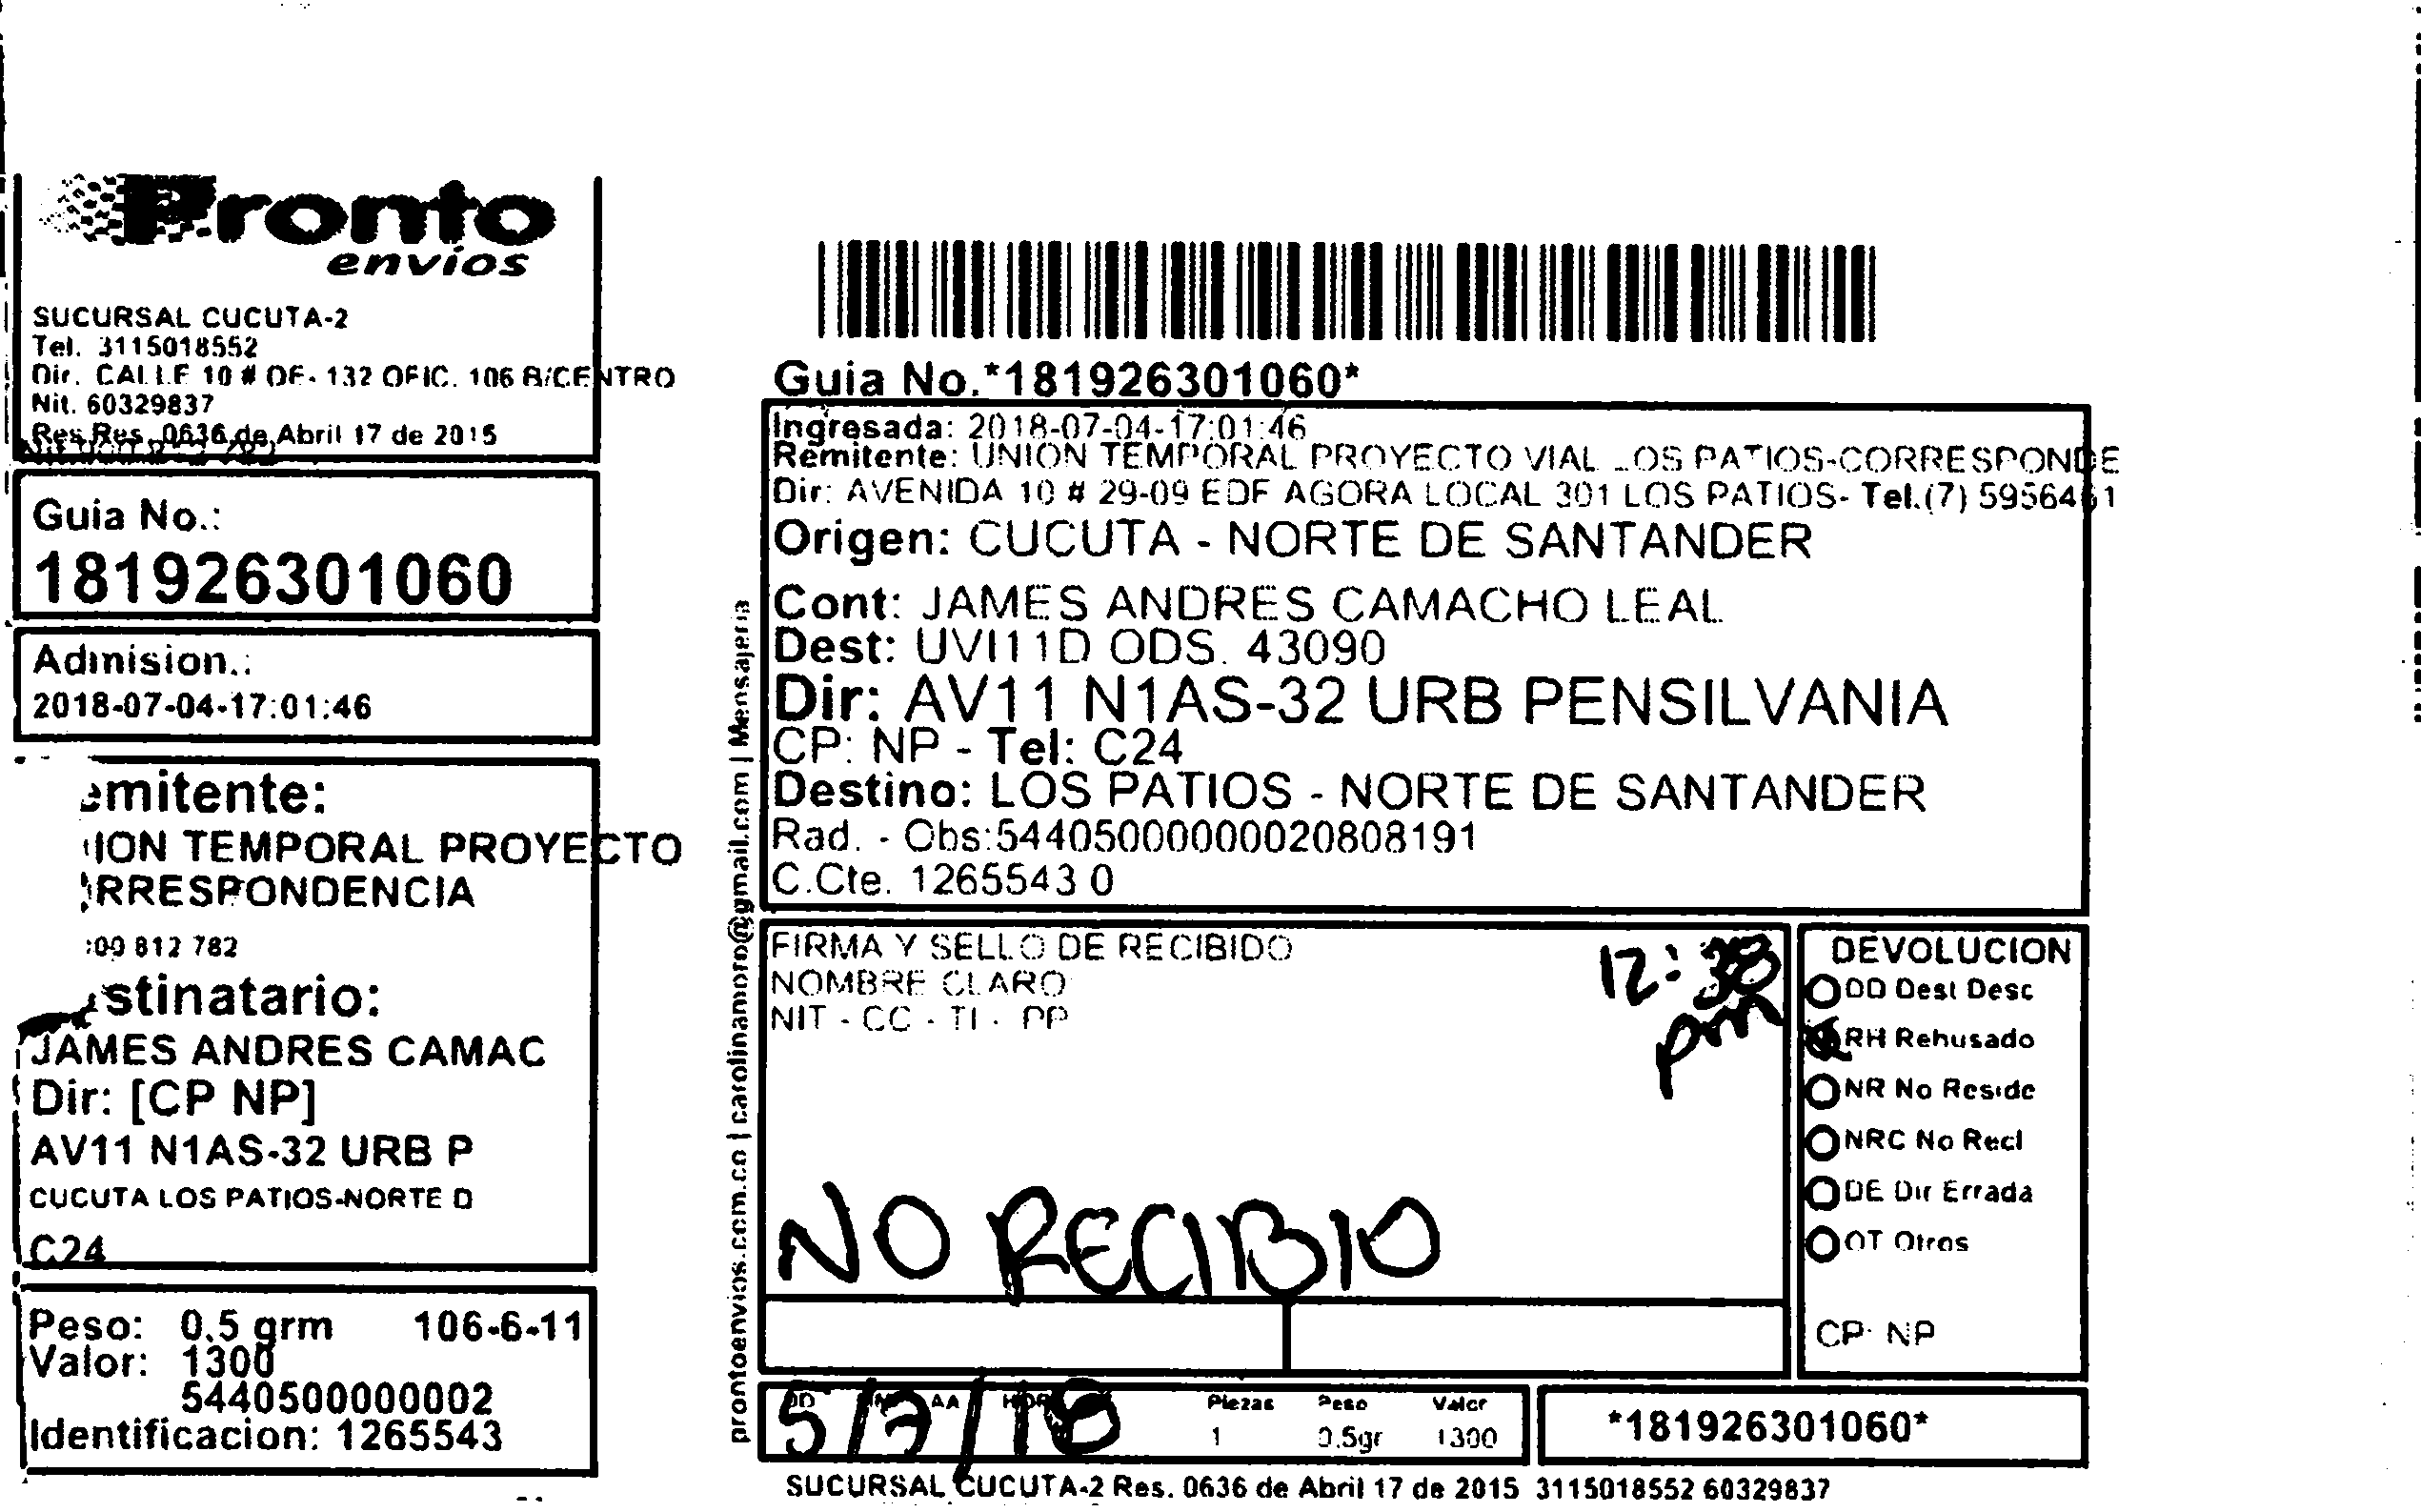 Pronto
envios
SUCURSAL CUCUTA-2
Tel. 3115018552
Dir. CALLE 10 # OE- 132 OFIC. 106 B/CENTRO
Nit. 60329837
Res Res. 0636 de Abril 17 de 2015
Guia No.:
181926301060
Admision.:
2018-07-04-17:01:46
emitente:
ION TEMPORAL PROYECTO
RRESPONDENCIA
00 812 782
stinatario:
JAMES ANDRES CAMAC
Dir: [CP NP]
AV11 N1AS-32 URB P
CUCUTA LOS PATIOS-NORTE D
C24
Peso: 0.5 grm 106-6-11
Valor: 1300
5440500000002
Identificacion: 1265543
prontoenvios.com.co | carolinamoro@gmail.com | Mensajeria
Guia No.*181926301060*
Ingresada: 2018-07-04-17:01:46
Remitente: UNION TEMPORAL PROYECTO VIAL LOS PATIOS-CORRESPONDE
Dir: AVENIDA 10 # 29-09 EDF AGORA LOCAL 301 LOS PATIOS- Tel.(7) 5956461
Origen: CUCUTA - NORTE DE SANTANDER
Cont: JAMES ANDRES CAMACHO LEAL
Dest: UVI11D ODS. 43090
Dir: AV11 N1AS-32 URB PENSILVANIA
CP: NP - Tel: C24
Destino: LOS PATIOS - NORTE DE SANTANDER
Rad. - Obs:544050000000020808191
C.Cte. 1265543 0
FIRMA Y SELLO DE RECIBIDO
NOMBRE CLARO
NIT - CC - TI - PP
12:38
pm
NO RECIBIO
DEVOLUCION
DD Dest Desc
RH Rehusado
NR No Reside
NRC No Recl
DE Dir Errada
OT Otros
CP: NP
DD AA
5/7/18
Piezas Peso Valor
1 0.5gr 1300
*181926301060*
SUCURSAL CUCUTA-2 Res. 0636 de Abril 17 de 2015 3115018552 60329837